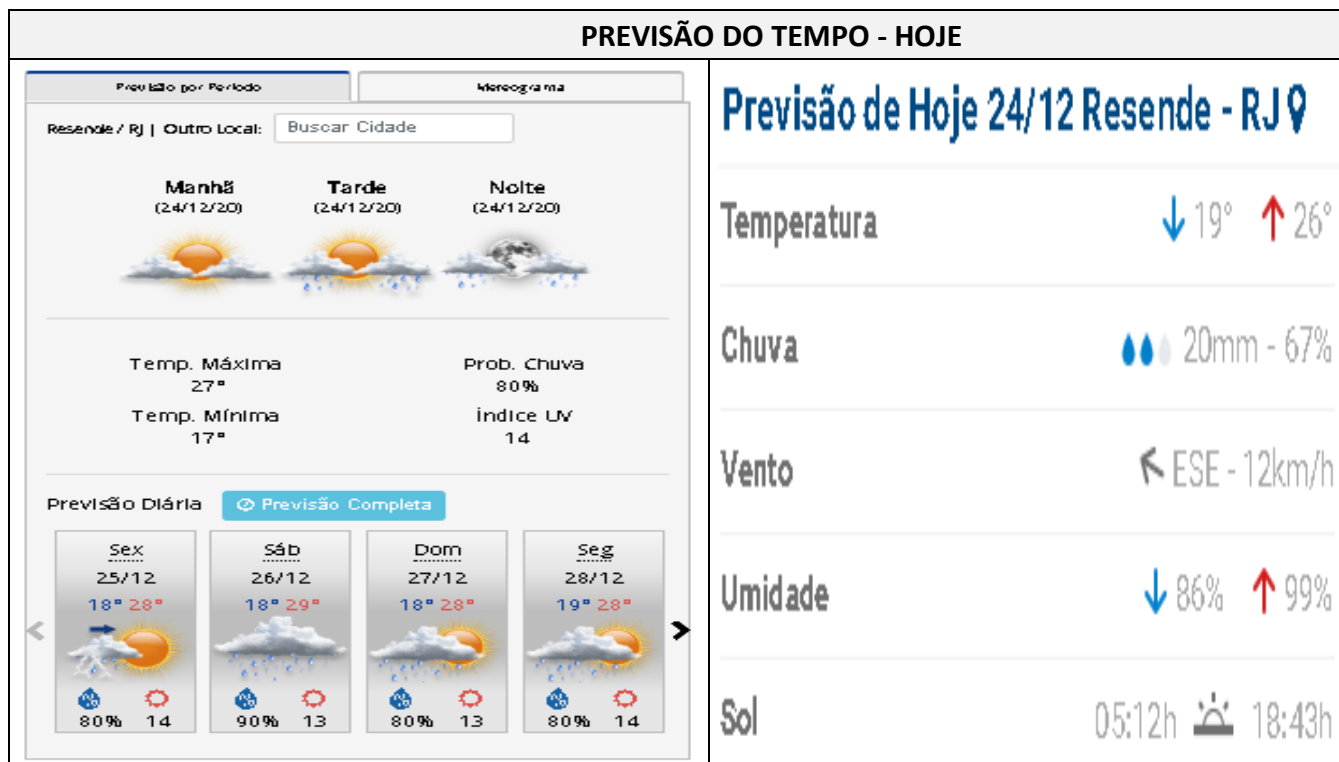 PREVISÃO DO TEMPO - HOJE
Previsão por Período
Meteograma
Resende / RJ | Outro Local: Buscar Cidade
Manhã Tarde Noite
(24/12/20) (24/12/20) (24/12/20)
Temp. Máxima Prob. Chuva
27° 80%
Temp. Mínima Índice UV
17° 14
Previsão Diária Previsão Completa
Sex Sáb Dom Seg
25/12 26/12 27/12 28/12
18° 28° 18° 29° 18° 28° 19° 28°
80% 14 90% 13 80% 13 80% 14
Previsão de Hoje 24/12 Resende - RJ
Temperatura 19° 26°
Chuva 20mm - 67%
Vento ESE - 12km/h
Umidade 86% 99%
Sol 05:12h 18:43h